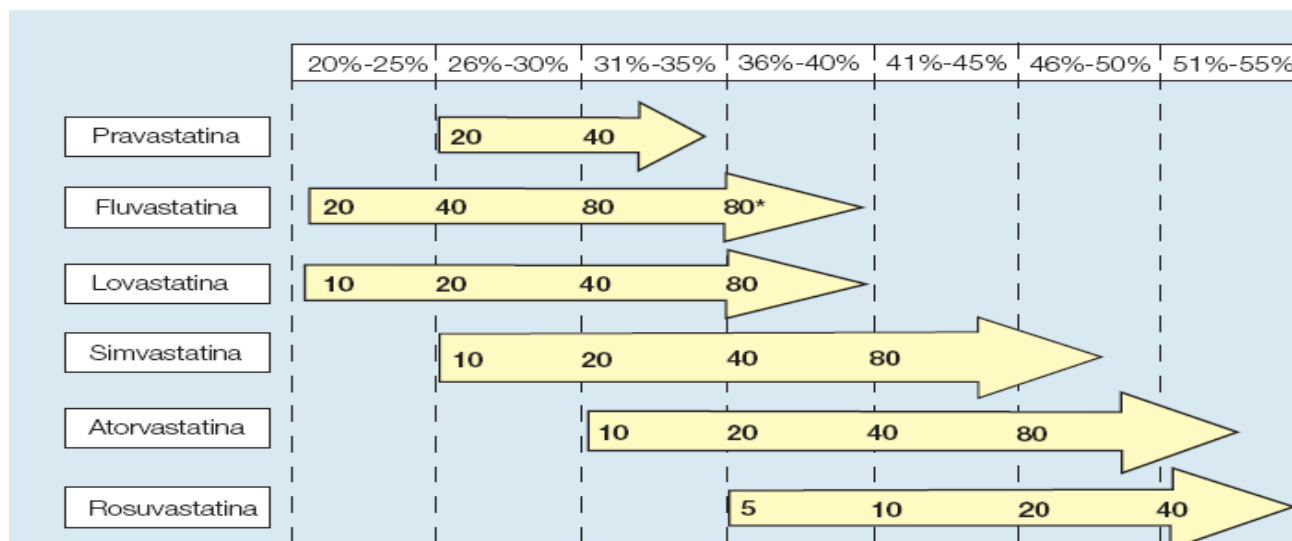 20%-25% 26%-30% 31%-35% 36%-40% 41%-45% 46%-50% 51%-55%
Pravastatina 20 40
Fluvastatina 20 40 80 80*
Lovastatina 10 20 40 80
Simvastatina 10 20 40 80
Atorvastatina 10 20 40 80
Rosuvastatina 5 10 20 40